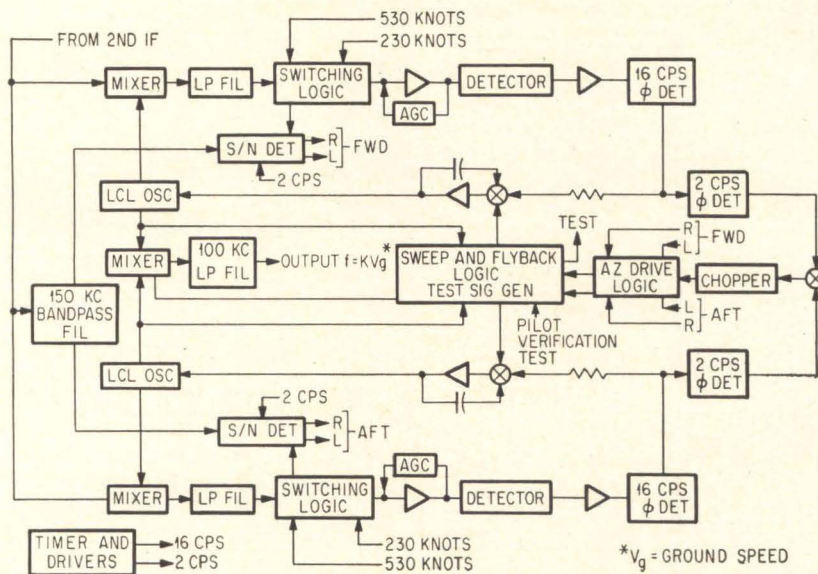 530 KNOTS
230 KNOTS
FROM 2ND IF
MIXER
LP FIL
SWITCHING
LOGIC
AGC
DETECTOR
16 CPS
ϕ DET
S/N DET
R
L
FWD
2 CPS
LCL OSC
2 CPS
ϕ DET
MIXER
100 KC
LP FIL
OUTPUT f=KVg*
SWEEP AND FLYBACK
LOGIC
TEST SIG GEN
TEST
PILOT
VERIFICATION
TEST
R
L
FWD
AZ DRIVE
LOGIC
L
R
AFT
CHOPPER
150 KC
BANDPASS
FIL
LCL OSC
2 CPS
ϕ DET
2 CPS
S/N DET
R
L
AFT
MIXER
LP FIL
SWITCHING
LOGIC
AGC
DETECTOR
16 CPS
ϕ DET
230 KNOTS
530 KNOTS
TIMER AND
DRIVERS
16 CPS
2 CPS
*Vg = GROUND SPEED